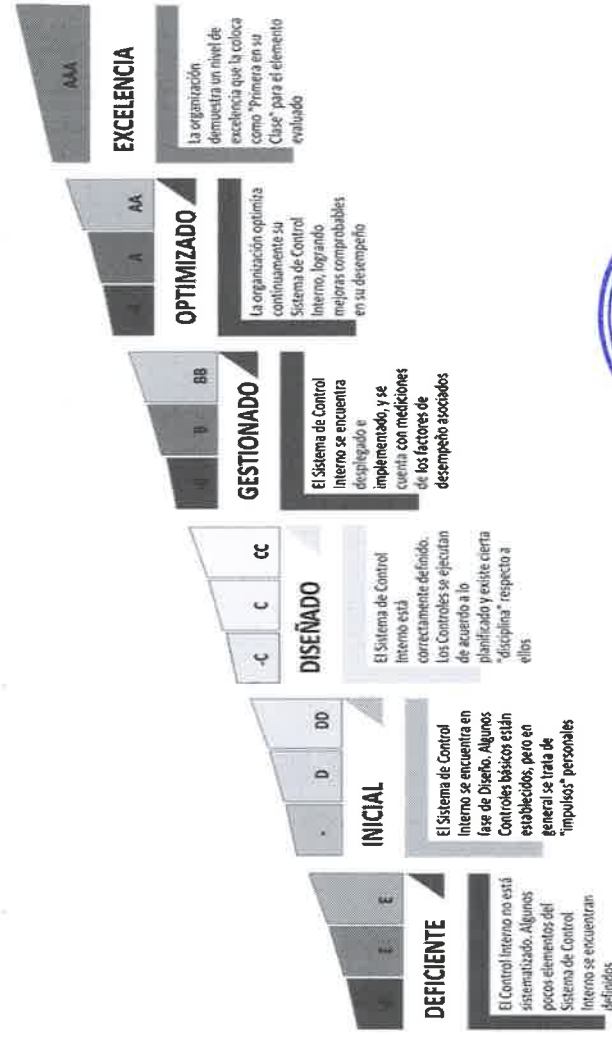 E
E
DEFICIENTE
El Control Interno no está
sistematizado. Algunos
pocos elementos del
Sistema de Control
Interno se encuentran
definidos
-
D
DD
INICIAL
El Sistema de Control
Interno se encuentra en
fase de Diseño. Algunos
Controles básicos están
establecidos, pero en
general se trata de
"impulsos" personales
-C
C
CC
DISEÑADO
El Sistema de Control
Interno está
correctamente definido.
Los Controles se ejecutan
de acuerdo a lo
planificado y existe cierta
"disciplina" respecto a
ellos
B
BB
GESTIONADO
El Sistema de Control
Interno se encuentra
desplegado e
implementado, y se
cuenta con mediciones
de los factores de
desempeño asociados
A
AA
OPTIMIZADO
La organización optimiza
continuamente su
Sistema de Control
Interno, logrando
mejoras comprobables
en su desempeño
AAA
EXCELENCIA
La organización
demuestra un nivel de
excelencia que la coloca
como "Primera en su
Clase" para el elemento
evaluado